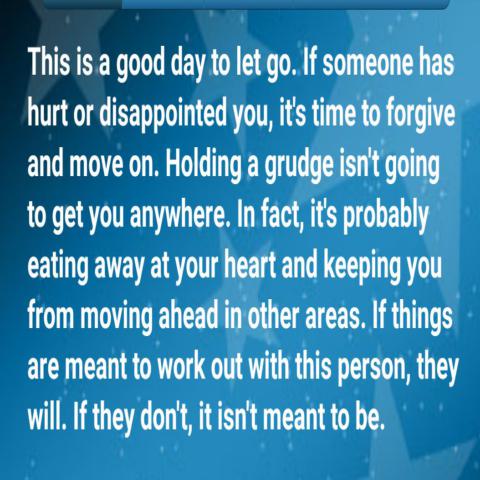 This is a good day to let go. If someone has
hurt or disappointed you, it's time to forgive
and move on. Holding a grudge isn't going
to get you anywhere. In fact, it's probably
eating away at your heart and keeping you
from moving ahead in other areas. If things
are meant to work out with this person, they
will. If they don't, it isn't meant to be.